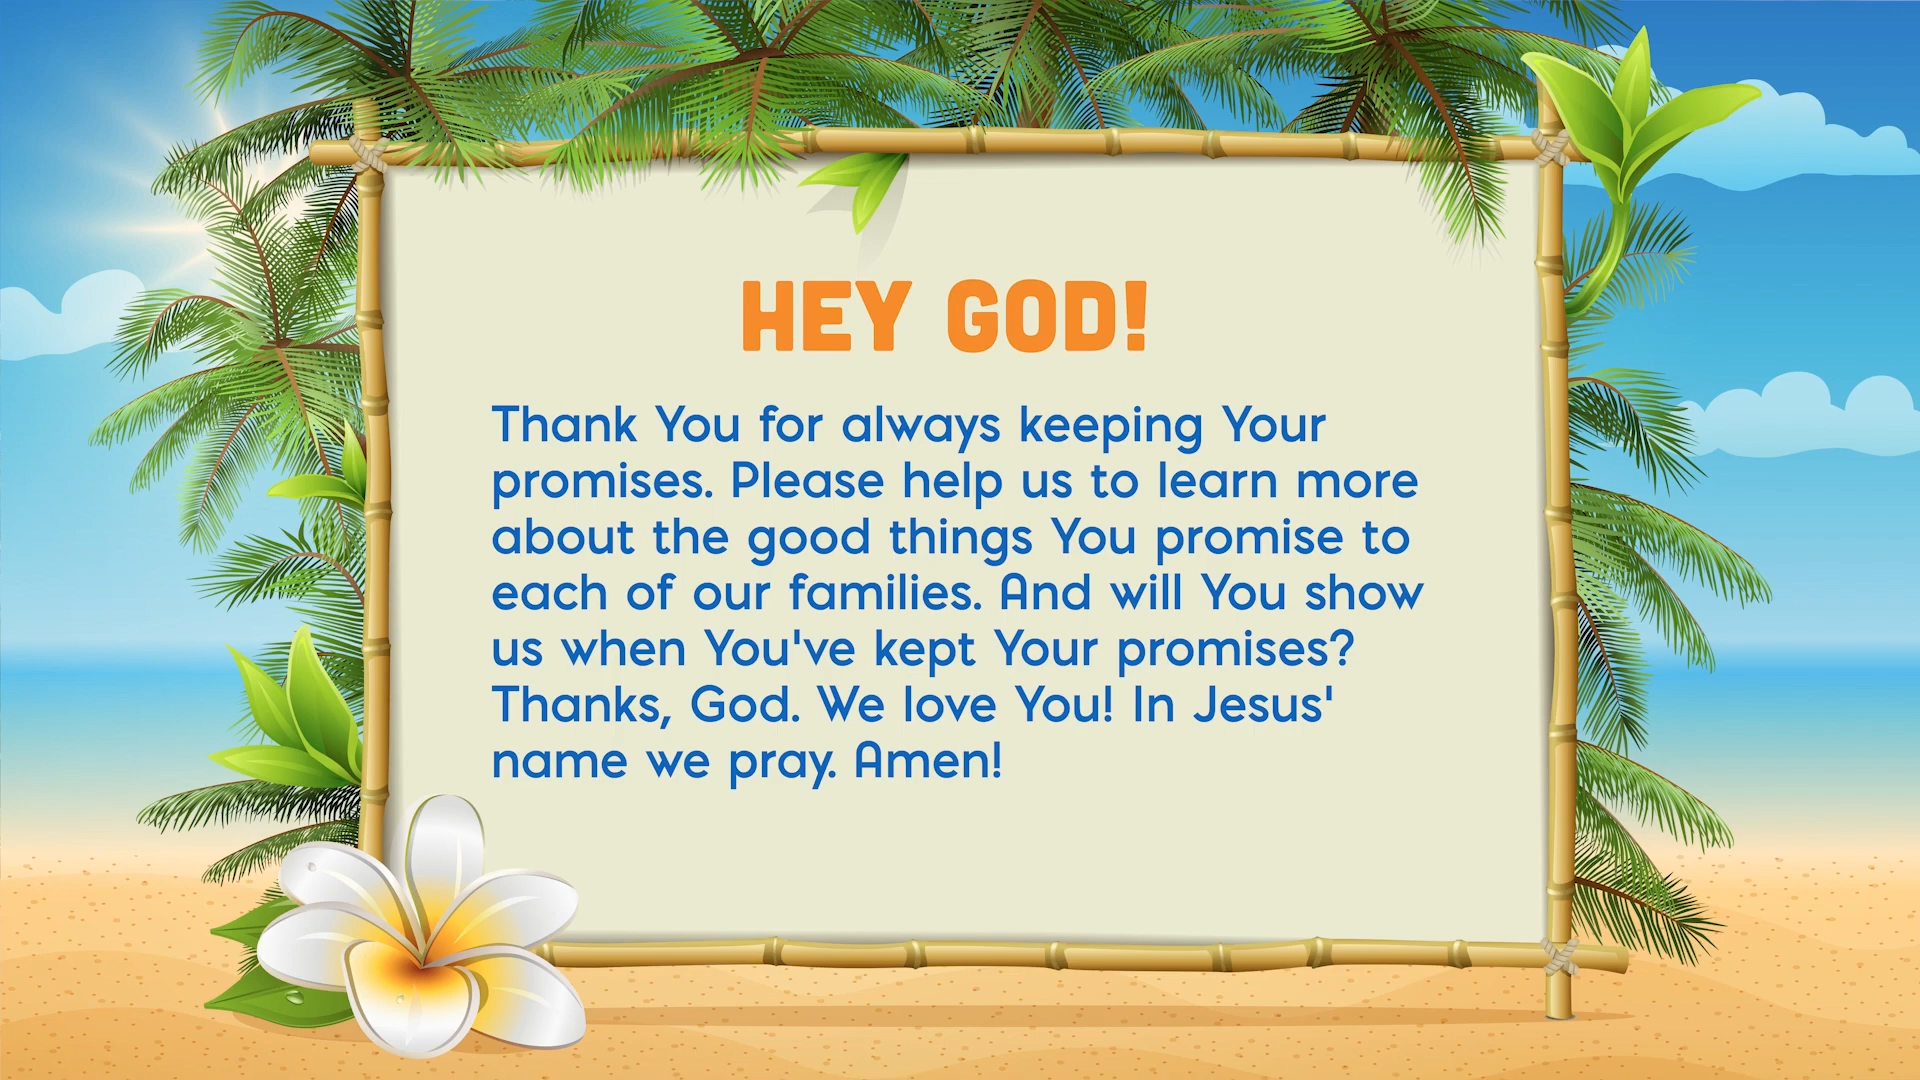 HEY GOD!
Thank You for always keeping Your
promises. Please help us to learn more
about the good things You promise to
each of our families. And will You show
us when You've kept Your promises?
Thanks, God. We love You! In Jesus'
name we pray. Amen!